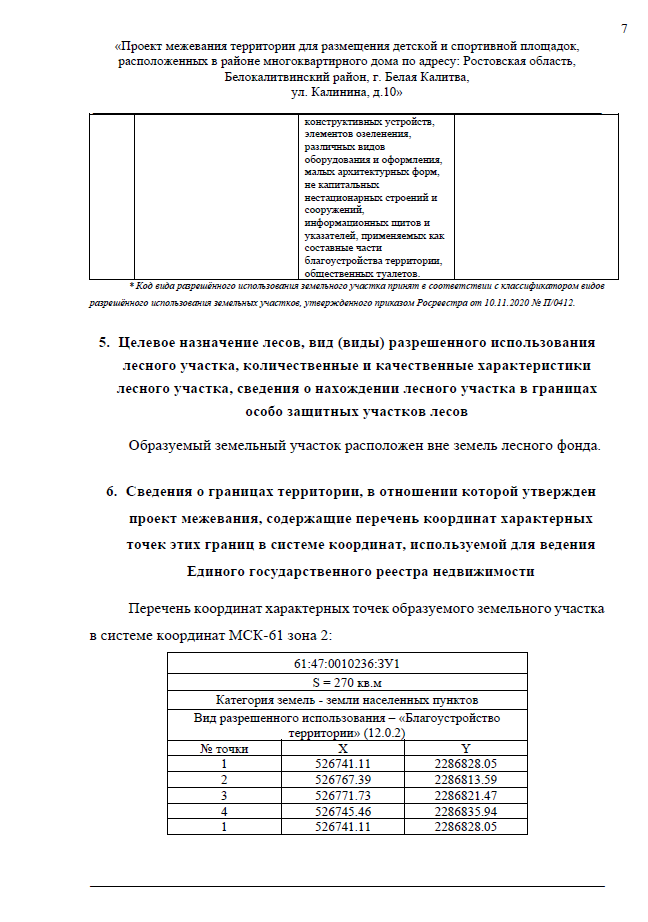 7
«Проект межевания территории для размещения детской и спортивной площадок,
расположенных в районе многоквартирного дома по адресу: Ростовская область,
Белокалитвинский район, г. Белая Калитва,
ул. Калинина, д.10»
конструктивных устройств,
элементов озеленения,
различных видов
оборудования и оформления,
малых архитектурных форм,
не капитальных
нестационарных строений и
сооружений,
информационных щитов и
указателей, применяемых как
составные части
благоустройства территории,
общественных туалетов.
* Код вида разрешённого использования земельного участка принят в соответствии с классификатором видов
разрешённого использования земельных участков, утвержденного приказом Росреестра от 10.11.2020 № П/0412.
5. Целевое назначение лесов, вид (виды) разрешенного использования
лесного участка, количественные и качественные характеристики
лесного участка, сведения о нахождении лесного участка в границах
особо защитных участков лесов
Образуемый земельный участок расположен вне земель лесного фонда.
6. Сведения о границах территории, в отношении которой утвержден
проект межевания, содержащие перечень координат характерных
точек этих границ в системе координат, используемой для ведения
Единого государственного реестра недвижимости
Перечень координат характерных точек образуемого земельного участка
в системе координат МСК-61 зона 2:
61:47:0010236:ЗУ1
S = 270 кв.м
Категория земель - земли населенных пунктов
Вид разрешенного использования – «Благоустройство
территории» (12.0.2)
№ точки X Y
1 526741.11 2286828.05
2 526767.39 2286813.59
3 526771.73 2286821.47
4 526745.46 2286835.94
1 526741.11 2286828.05